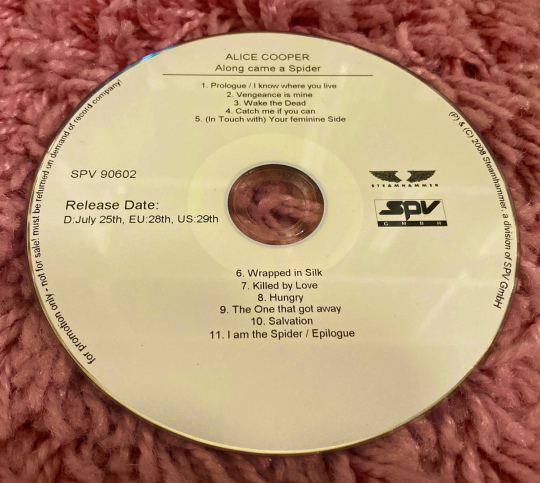 ALICE COOPER
Along came a Spider
1. Prologue / I know where you live
2. Vengeance is mine
3. Wake the Dead
4. Catch me if you can
5. (In Touch with) Your feminine Side
for promotion only - not for sale! must be returned on demand of record company!
(P) & (C) 2008 Steamhammer, a division of SPV GmbH
SPV 90602
STEAMHAMMER
Release Date:
D:July 25th, EU:28th, US:29th
SPV
GMBH
6. Wrapped in Silk
7. Killed by Love
8. Hungry
9. The One that got away
10. Salvation
11. I am the Spider / Epilogue